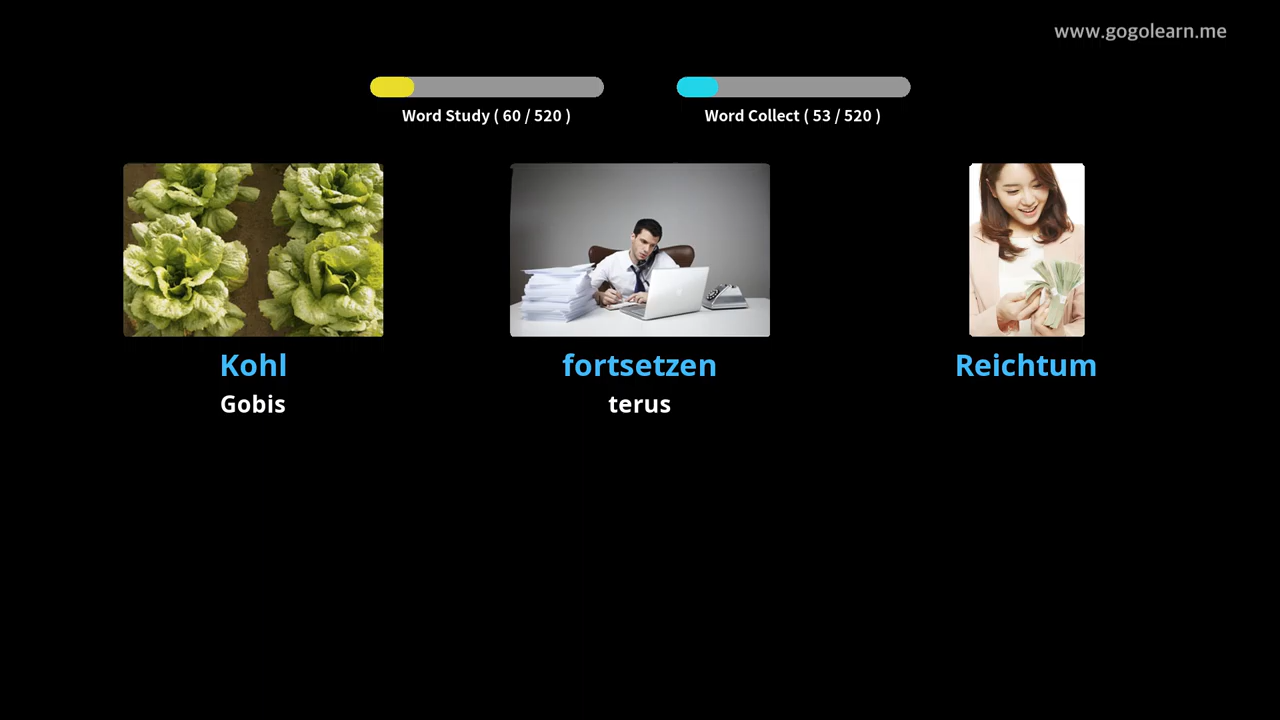 www.gogolearn.me
Word Study ( 60 / 520 )
Word Collect ( 53 / 520 )
Kohl
Gobis
fortsetzen
terus
Reichtum